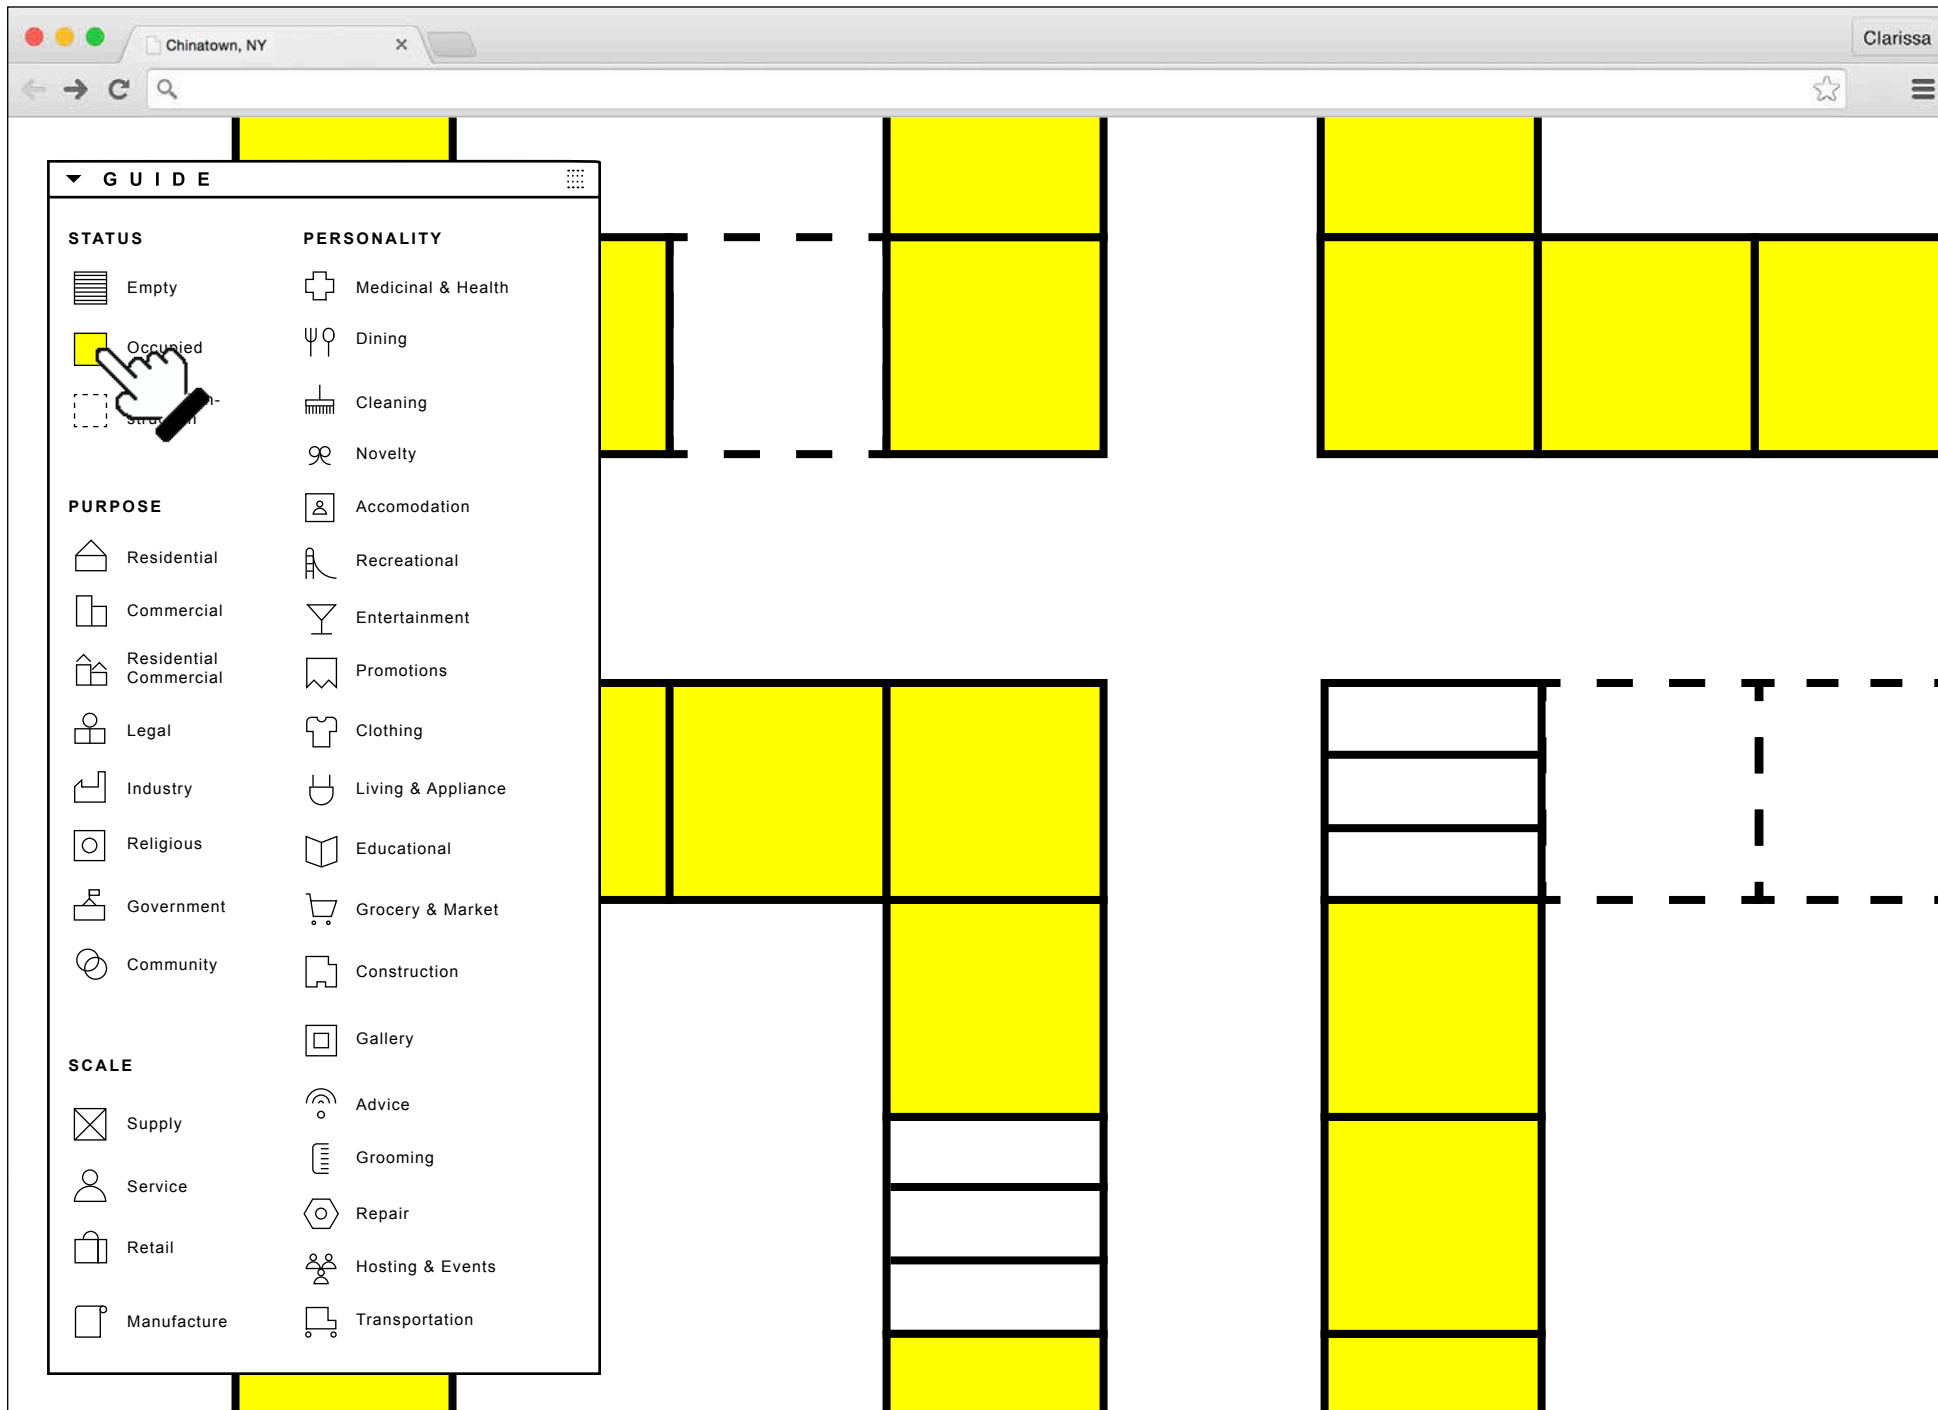 Chinatown, NY
Clarissa
GUIDE
STATUS
Empty
Occupied
PURPOSE
Residential
Commercial
Residential
Commercial
Legal
Industry
Religious
Government
Community
SCALE
Supply
Service
Retail
Manufacture
PERSONALITY
Medicinal & Health
Dining
Cleaning
Novelty
Accomodation
Recreational
Entertainment
Promotions
Clothing
Living & Appliance
Educational
Grocery & Market
Construction
Gallery
Advice
Grooming
Repair
Hosting & Events
Transportation